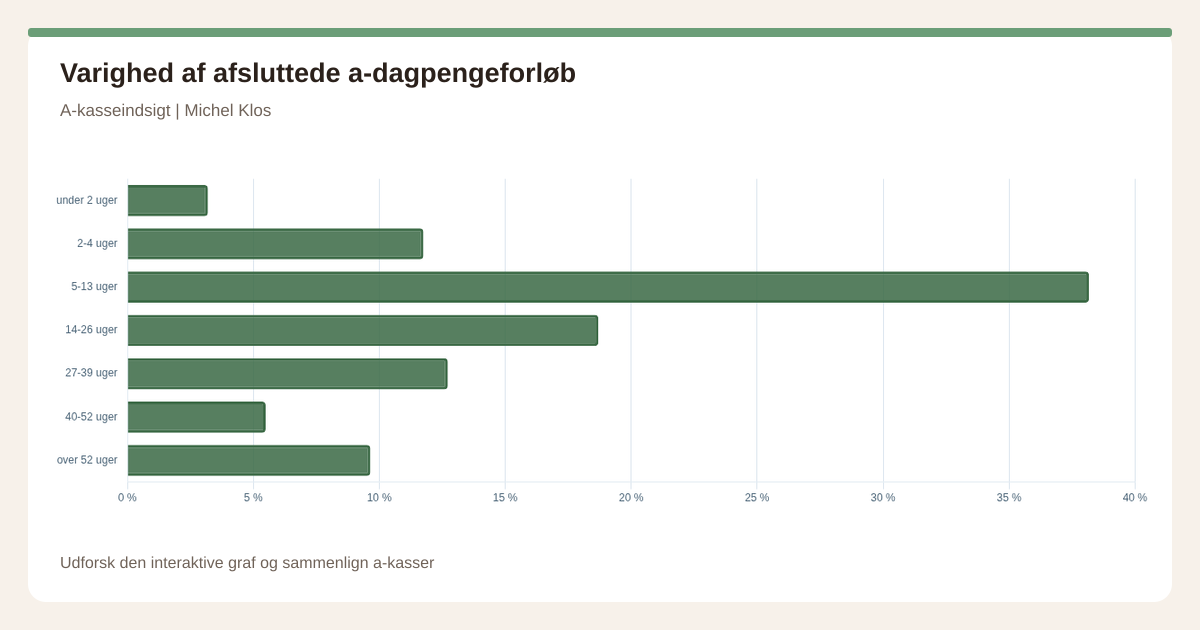 Varighed af afsluttede a-dagpengeforløb
A-kasseindsigt | Michel Klos
under 2 uger
2-4 uger
5-13 uger
14-26 uger
27-39 uger
40-52 uger
over 52 uger
0 % 5 % 10 % 15 % 20 % 25 % 30 % 35 % 40 %
Udforsk den interaktive graf og sammenlign a-kasser